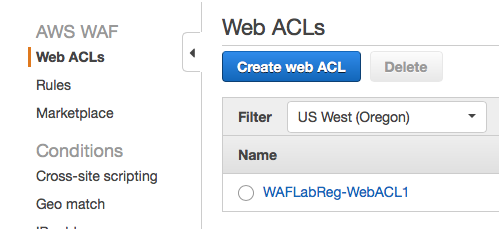 AWS WAF
Web ACLs
Rules
Marketplace
Conditions
Cross-site scripting
Geo match
Web ACLs
Create web ACL
Delete
Filter
US West (Oregon)
Name
WAFLabReg-WebACL1